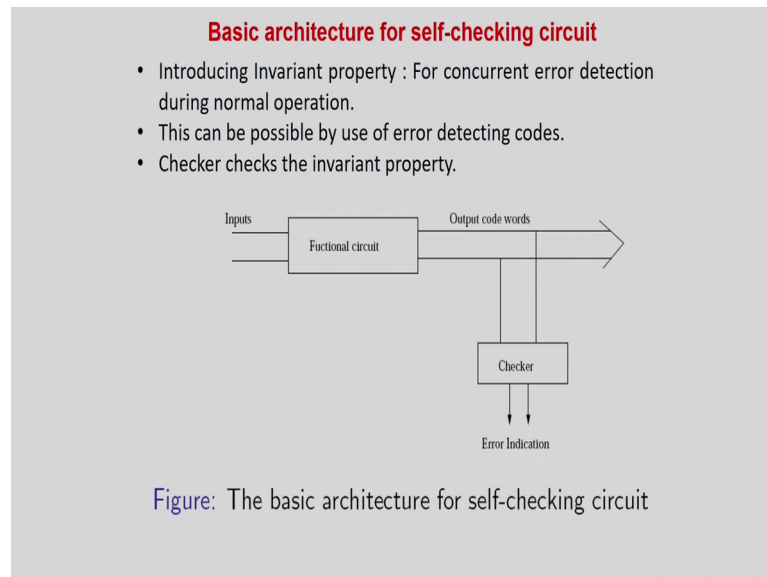 Basic architecture for self-checking circuit
• Introducing Invariant property : For concurrent error detection
during normal operation.
• This can be possible by use of error detecting codes.
• Checker checks the invariant property.
Inputs
Output code words
Fuctional circuit
Checker
Error Indication
Figure: The basic architecture for self-checking circuit